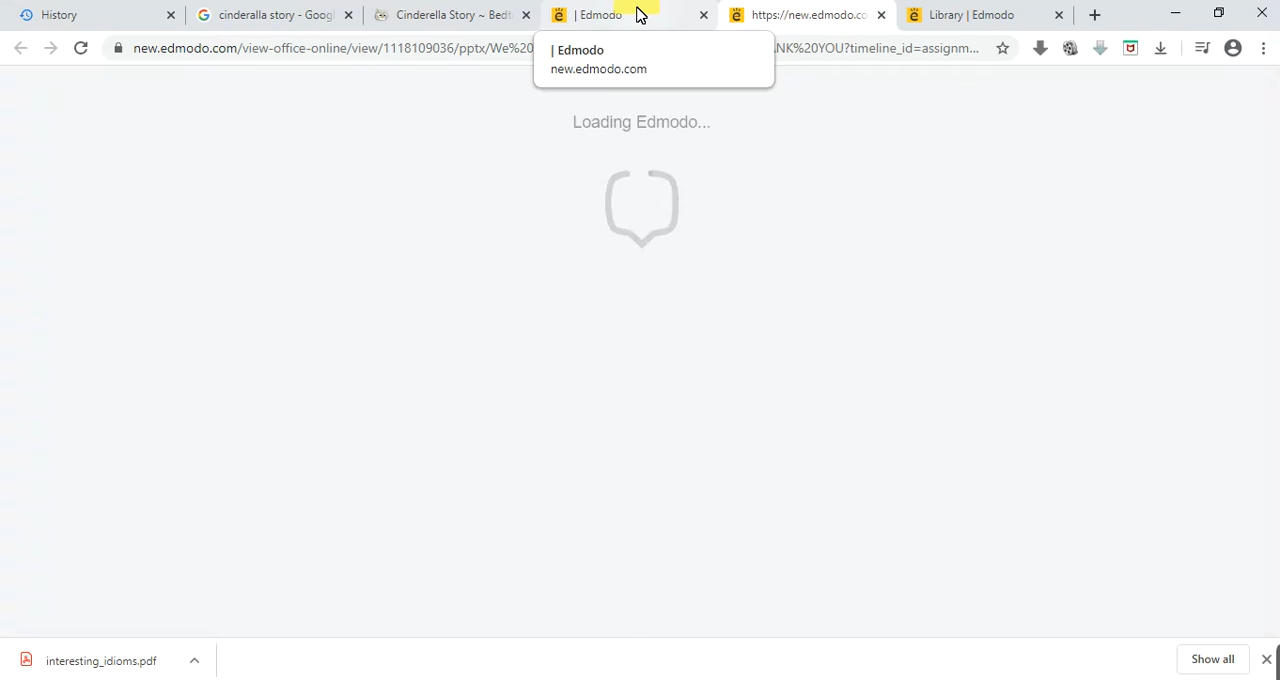 History
cinderalla story - Goog
Cinderella Story ~ Bedt
| Edmodo
https://new.edmodo.co
Library | Edmodo
new.edmodo.com/view-office-online/view/1118109036/pptx/We%20
NK%20YOU?timeline_id=assignm...
| Edmodo
new.edmodo.com
Loading Edmodo...
interesting_idioms.pdf
Show all